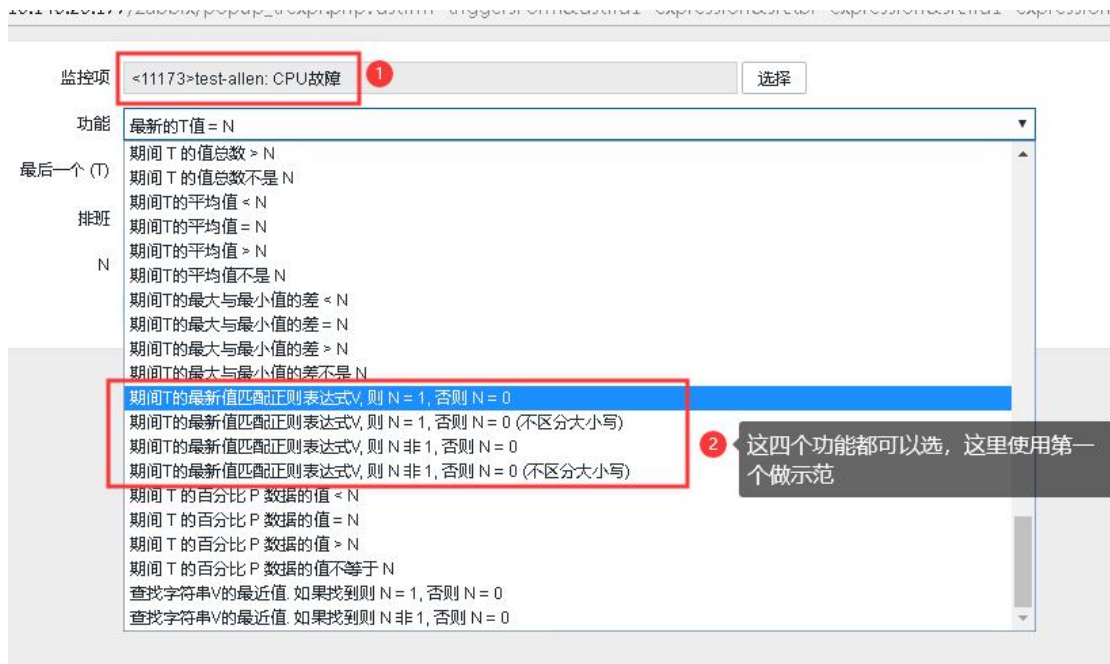 监控项
<11173>test-allen: CPU故障
1
选择
功能
最新的T值 = N
期间 T 的值总数 > N
最后一个 (T)
期间 T 的值总数不是 N
期间T的平均值 < N
排班
期间T的平均值 = N
期间T的平均值 > N
N
期间T的平均值不是 N
期间T的最大与最小值的差 < N
期间T的最大与最小值的差 = N
期间T的最大与最小值的差 > N
期间T的最大与最小值的差不是 N
期间T的最新值匹配正则表达式V, 则 N = 1, 否则 N = 0
期间T的最新值匹配正则表达式V, 则 N = 1, 否则 N = 0 (不区分大小写)
期间T的最新值匹配正则表达式V, 则 N 非 1, 否则 N = 0
期间T的最新值匹配正则表达式V, 则 N 非 1, 否则 N = 0 (不区分大小写)
2
这四个功能都可以选，这里使用第一
个做示范
期间 T 的百分比 P 数据的值 < N
期间 T 的百分比 P 数据的值 = N
期间 T 的百分比 P 数据的值 > N
期间 T 的百分比 P 数据的值不等于 N
查找字符串V的最近值. 如果找到则 N = 1, 否则 N = 0
查找字符串V的最近值. 如果找到则 N 非 1, 否则 N = 0